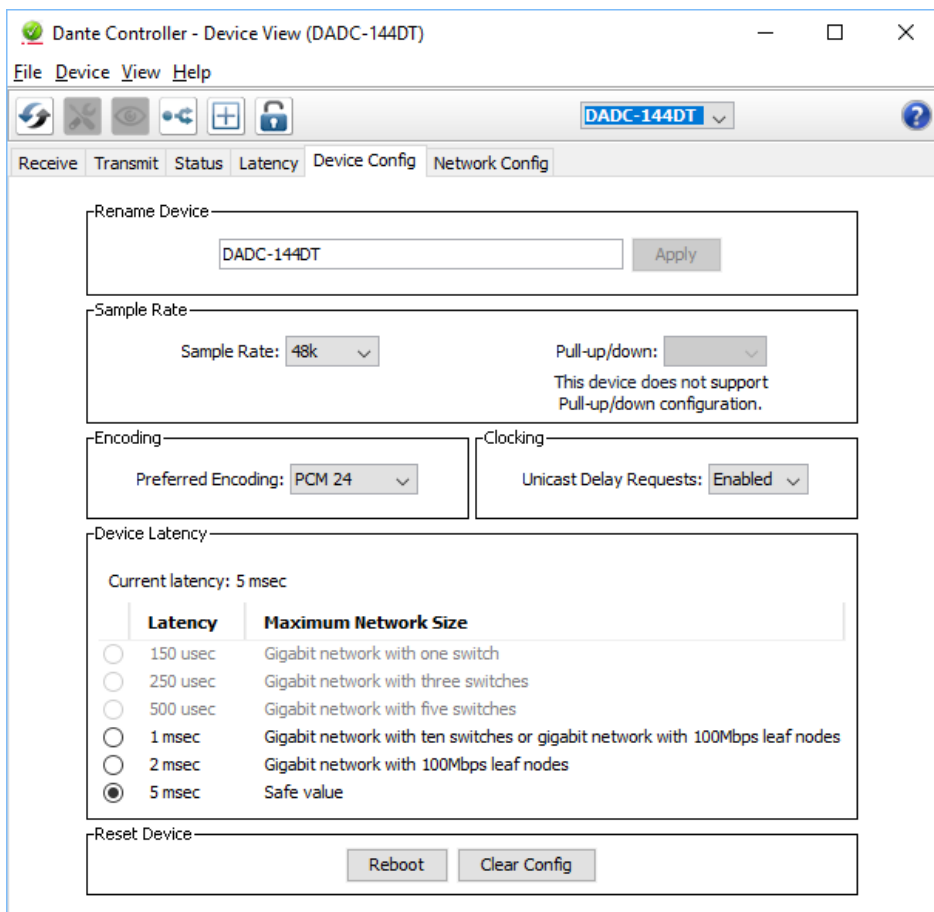 Dante Controller - Device View (DADC-144DT)
File Device View Help
DADC-144DT
?
Receive Transmit Status Latency Device Config Network Config
Rename Device
DADC-144DT Apply
Sample Rate
Sample Rate: 48k Pull-up/down:
This device does not support
Pull-up/down configuration.
Encoding Clocking
Preferred Encoding: PCM 24 Unicast Delay Requests: Enabled
Device Latency
Current latency: 5 msec
Latency Maximum Network Size
150 usec Gigabit network with one switch
250 usec Gigabit network with three switches
500 usec Gigabit network with five switches
1 msec Gigabit network with ten switches or gigabit network with 100Mbps leaf nodes
2 msec Gigabit network with 100Mbps leaf nodes
5 msec Safe value
Reset Device
Reboot Clear Config